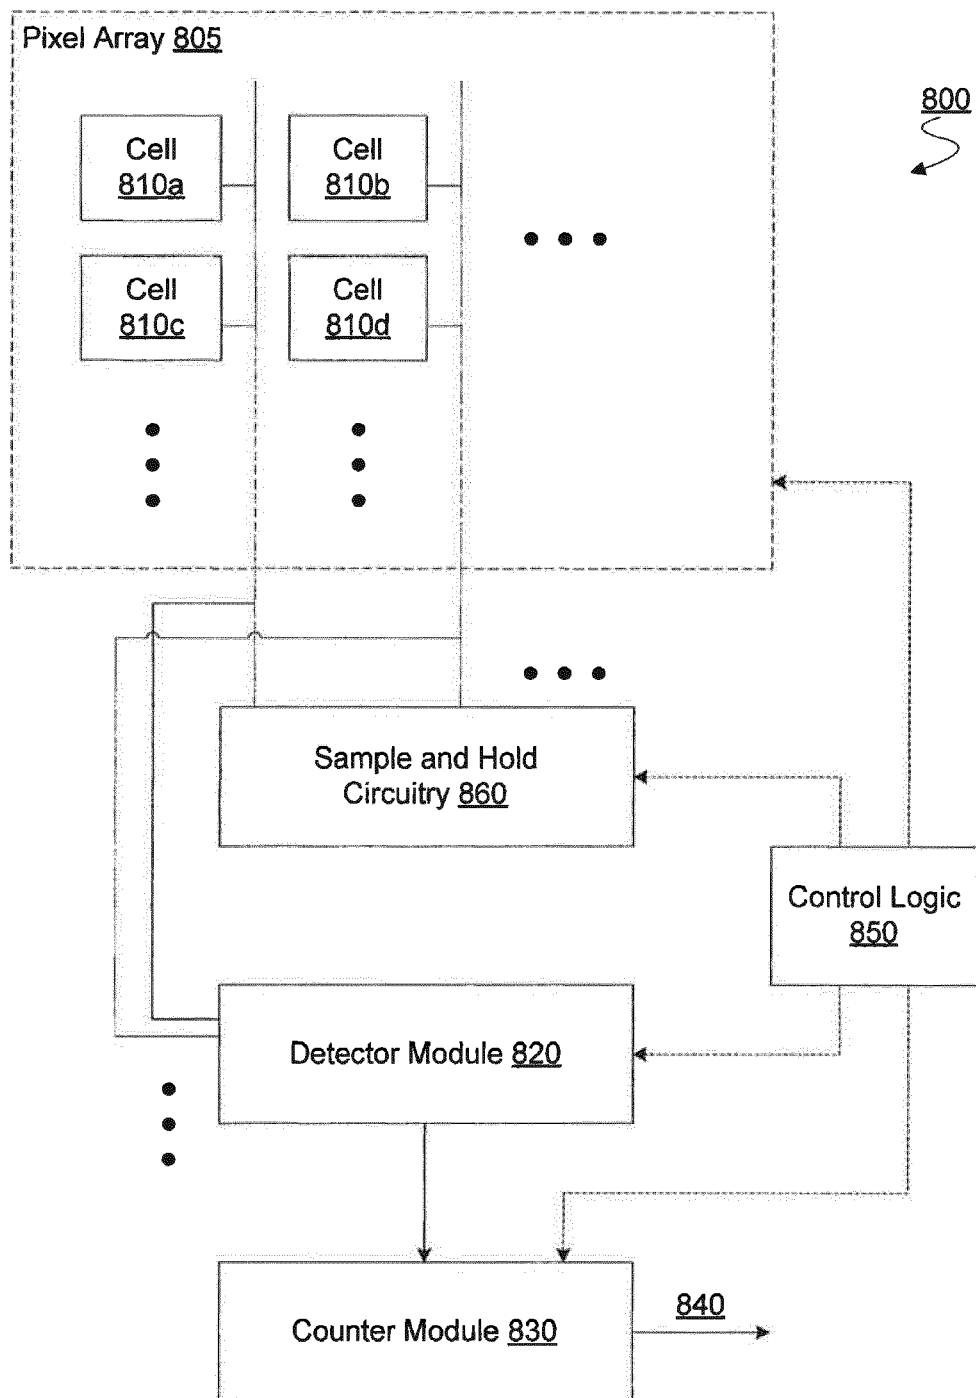 Pixel Array 805
800
Cell
810a
Cell
810b
Cell
810c
Cell
810d
Sample and Hold
Circuitry 860
Control Logic
850
Detector Module 820
Counter Module 830
840